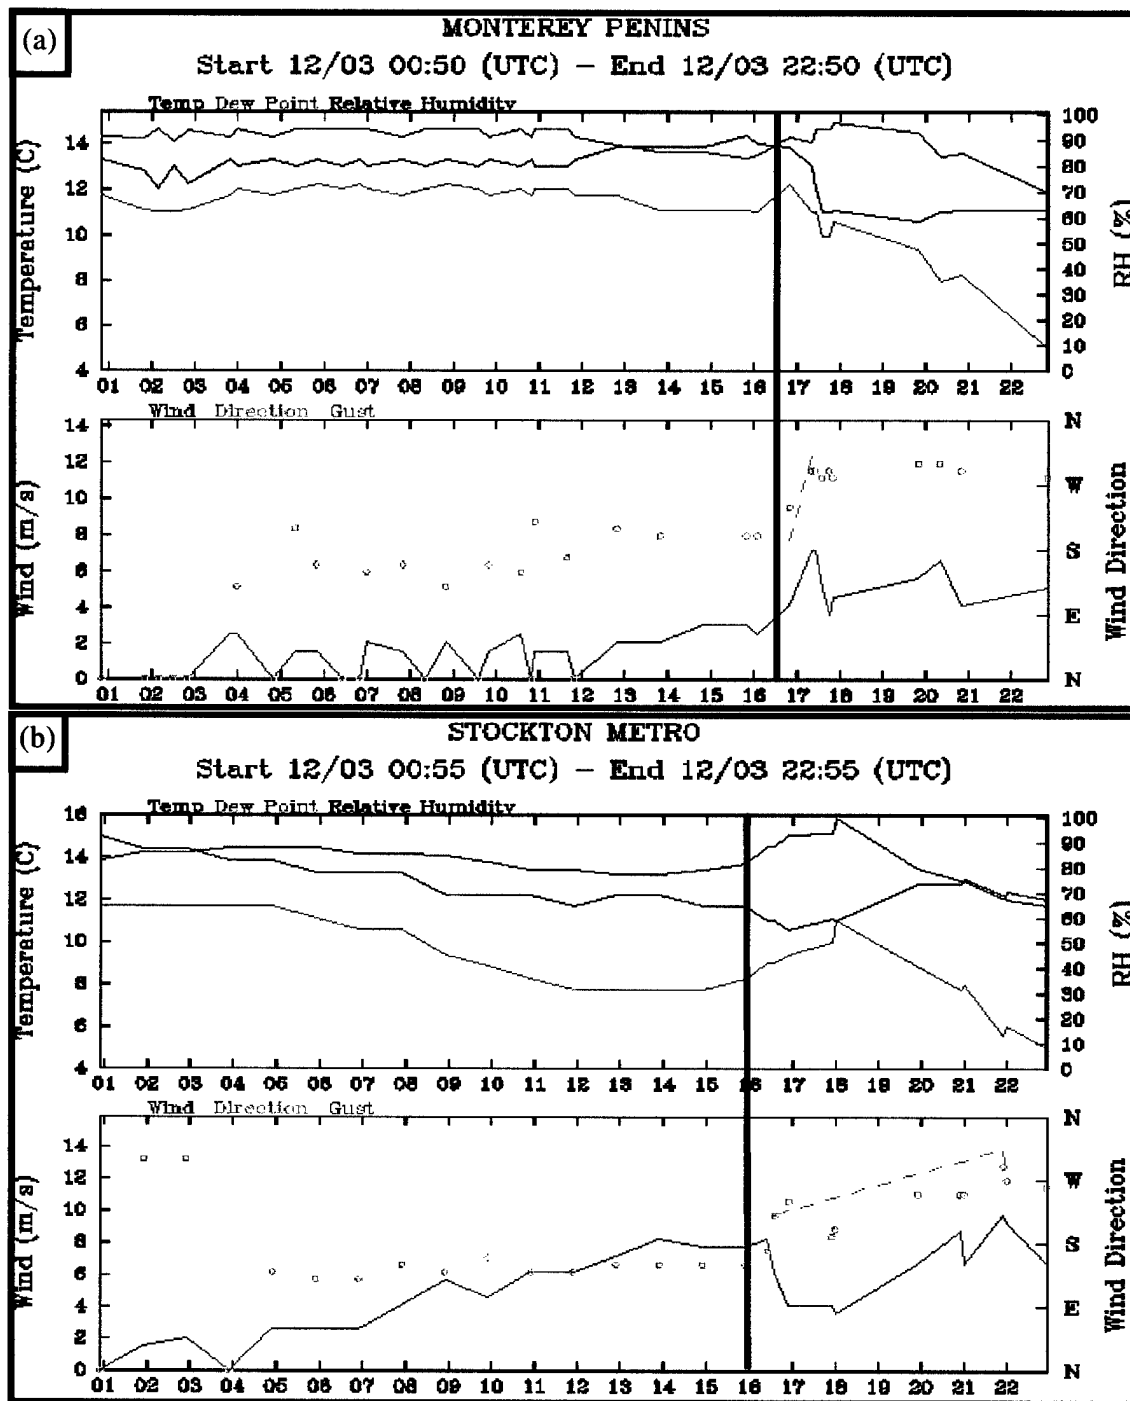 (a)
MONTEREY PENINS
Start 12/03 00:50 (UTC) – End 12/03 22:50 (UTC)
Temp Dew Point Relative Humidity
Temperature (C)
14
12
10
8
6
4
100
90
80
70
60
50
40
30
20
10
0
RH (%)
01 02 03 04 05 06 07 08 09 10 11 12 13 14 15 16 17 18 19 20 21 22
Wind Direction Gust
Wind (m/s)
14
12
10
8
6
4
2
0
N
W
S
E
N
Wind Direction
01 02 03 04 05 06 07 08 09 10 11 12 13 14 15 16 17 18 19 20 21 22
(b)
STOCKTON METRO
Start 12/03 00:55 (UTC) – End 12/03 22:55 (UTC)
Temp Dew Point Relative Humidity
Temperature (C)
16
14
12
10
8
6
4
100
90
80
70
60
50
40
30
20
10
0
RH (%)
01 02 03 04 05 06 07 08 09 10 11 12 13 14 15 16 17 18 19 20 21 22
Wind Direction Gust
Wind (m/s)
14
12
10
8
6
4
2
0
N
W
S
E
N
Wind Direction
01 02 03 04 05 06 07 08 09 10 11 12 13 14 15 16 17 18 19 20 21 22